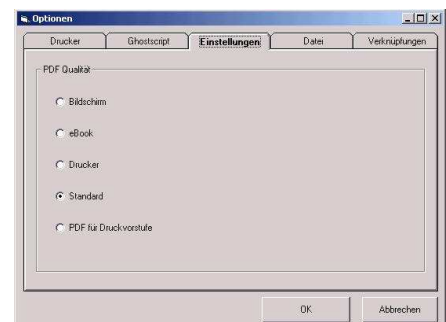 Optionen
Drucker Ghostscript Einstellungen Datei Verknüpfungen
PDF Qualität
Bildschirm
eBook
Drucker
Standard
PDF für Druckvorstufe
OK Abbrechen